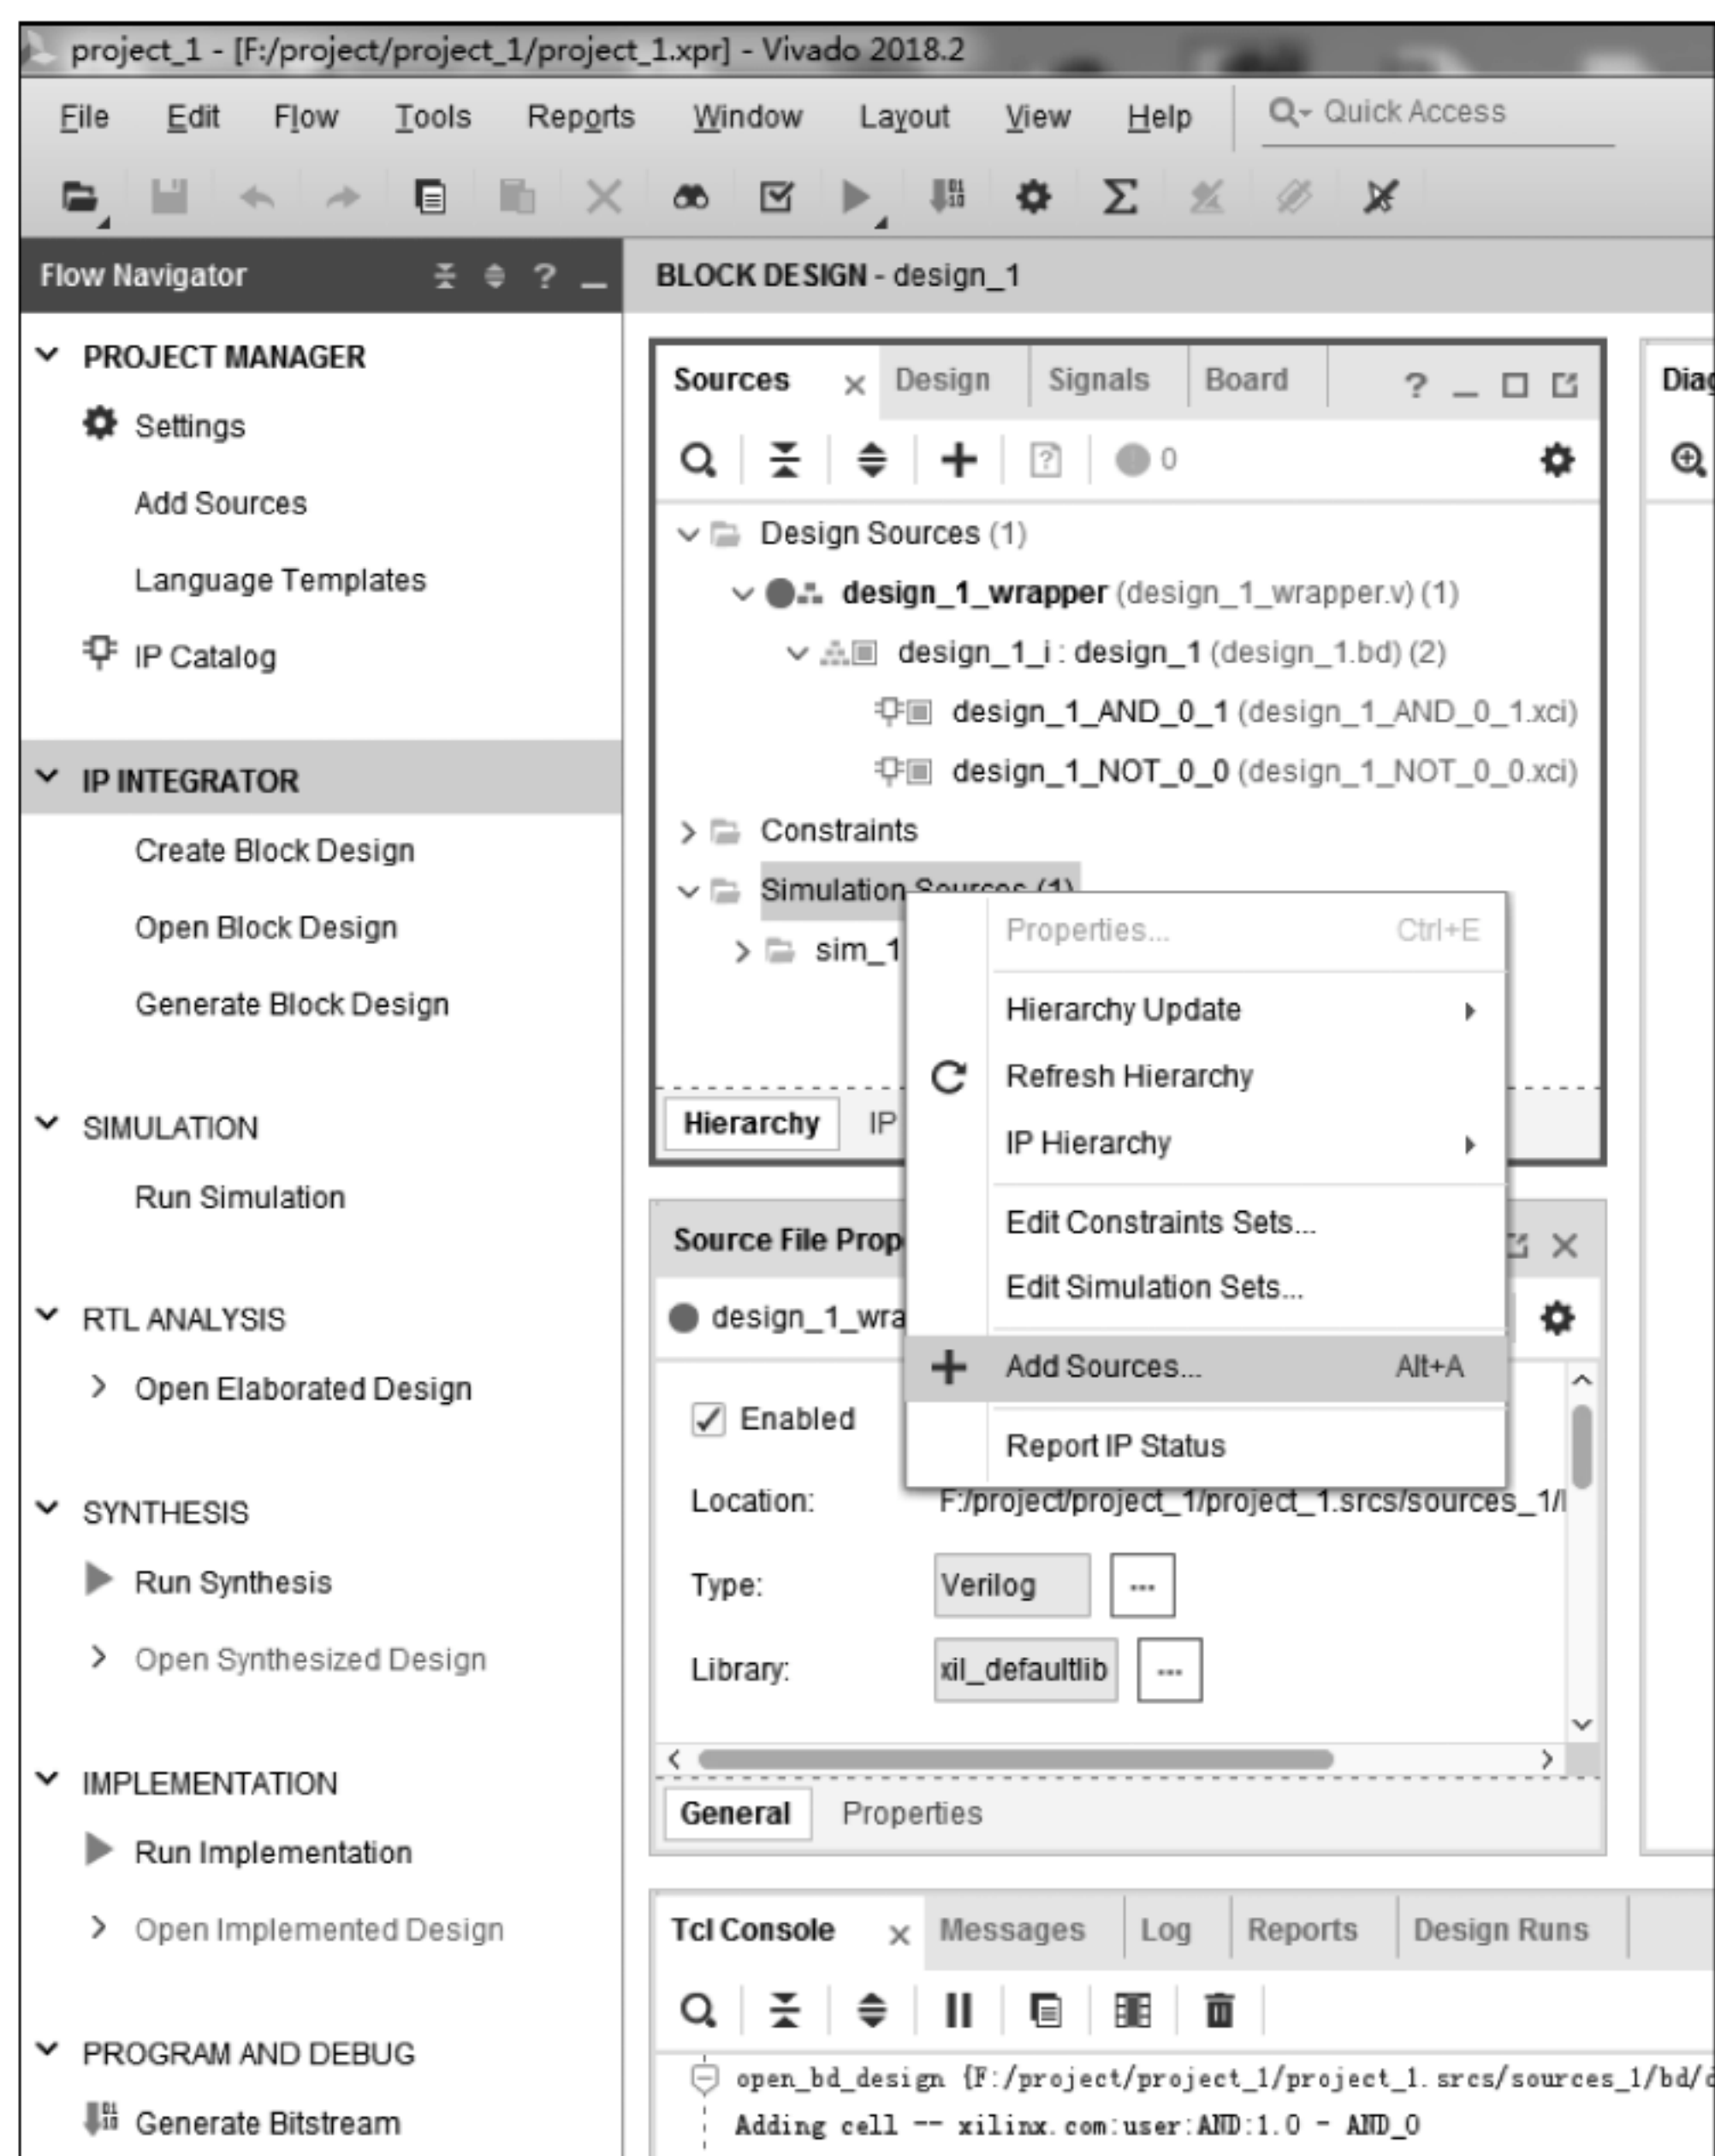 project_1 - [F:/project/project_1/project_1.xpr] - Vivado 2018.2
File Edit Flow Tools Reports Window Layout View Help Quick Access
Flow Navigator
PROJECT MANAGER
Settings
Add Sources
Language Templates
IP Catalog
IP INTEGRATOR
Create Block Design
Open Block Design
Generate Block Design
SIMULATION
Run Simulation
RTL ANALYSIS
Open Elaborated Design
SYNTHESIS
Run Synthesis
Open Synthesized Design
IMPLEMENTATION
Run Implementation
Open Implemented Design
PROGRAM AND DEBUG
Generate Bitstream
BLOCK DESIGN - design_1
Sources Design Signals Board
0
Design Sources (1)
design_1_wrapper (design_1_wrapper.v) (1)
design_1_i : design_1 (design_1.bd) (2)
design_1_AND_0_1 (design_1_AND_0_1.xci)
design_1_NOT_0_0 (design_1_NOT_0_0.xci)
Constraints
Simulation Sources (1)
sim_1
Hierarchy IP
Properties... Ctrl+E
Hierarchy Update
Refresh Hierarchy
IP Hierarchy
Edit Constraints Sets...
Edit Simulation Sets...
Add Sources... Alt+A
Report IP Status
Source File Prop
design_1_wra
Enabled
Location: F:/project/project_1/project_1.srcs/sources_1/
Type: Verilog ...
Library: xil_defaultlib ...
General Properties
Tcl Console Messages Log Reports Design Runs
open_bd_design {F:/project/project_1/project_1.srcs/sources_1/bd/
Adding cell -- xilinx.com:user:AND:1.0 - AND_0
Diag